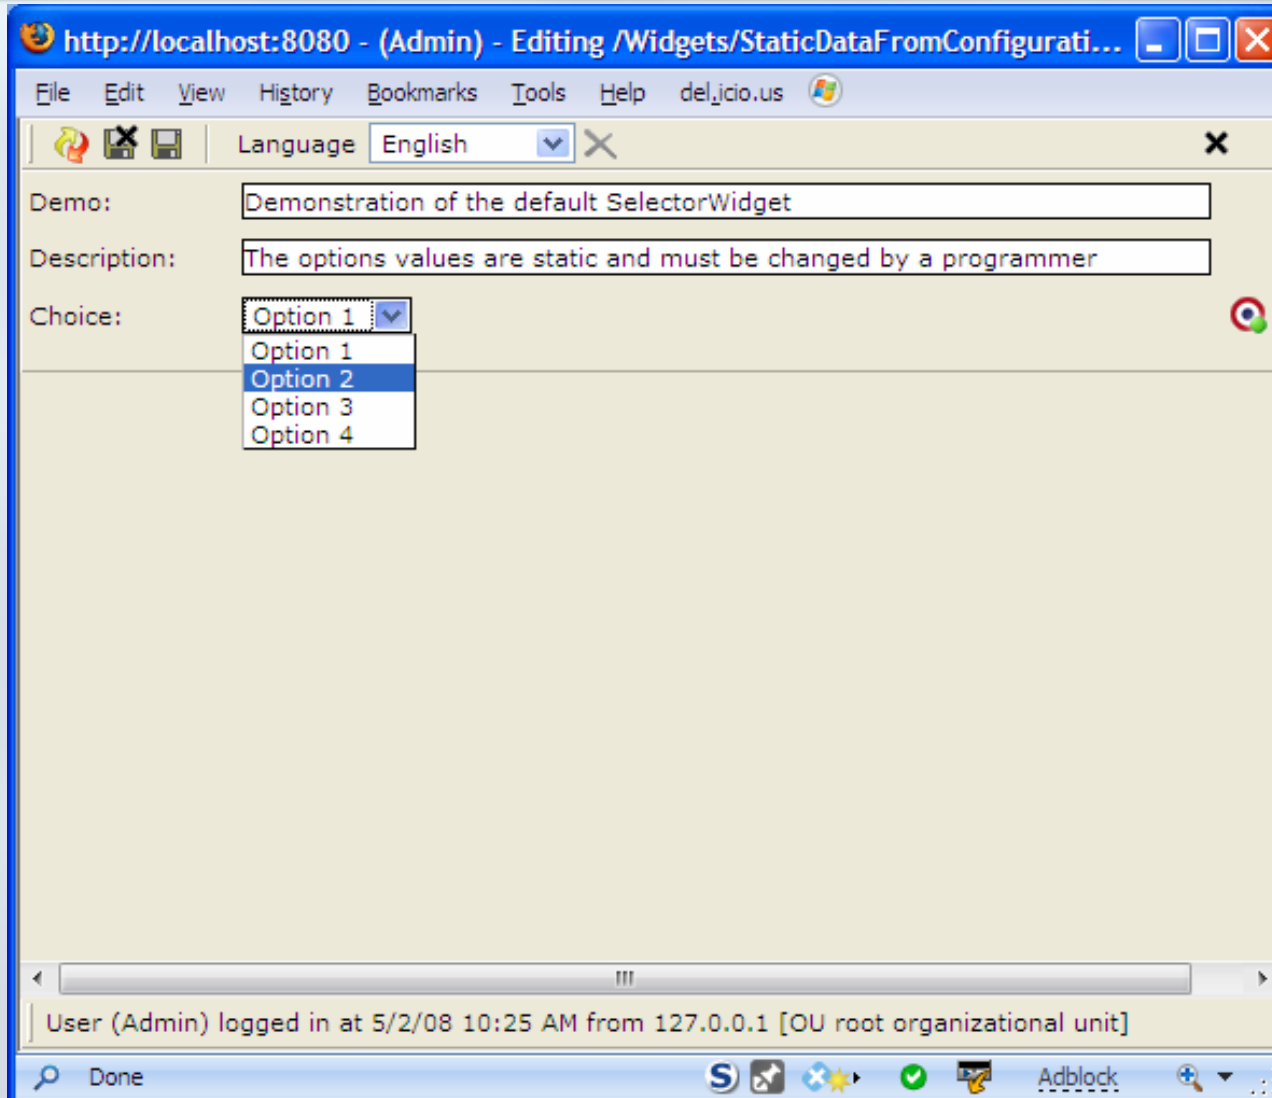 http://localhost:8080 - (Admin) - Editing /Widgets/StaticDataFromConfigurati...
File Edit View History Bookmarks Tools Help del.icio.us
Language English
Demo: Demonstration of the default SelectorWidget
Description: The options values are static and must be changed by a programmer
Choice: Option 1
Option 1
Option 2
Option 3
Option 4
User (Admin) logged in at 5/2/08 10:25 AM from 127.0.0.1 [OU root organizational unit]
Done S Adblock